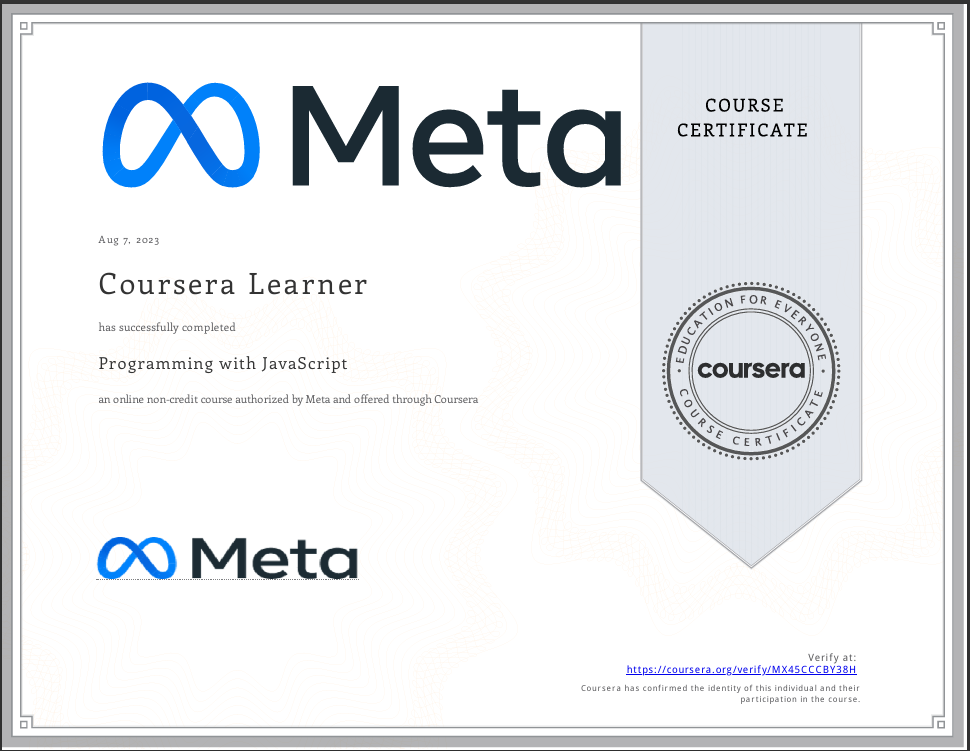 Meta
COURSE
CERTIFICATE
Aug 7, 2023
Coursera Learner
has successfully completed
Programming with JavaScript
an online non-credit course authorized by Meta and offered through Coursera
EDUCATION FOR EVERYONE
coursera
COURSE CERTIFICATE
Meta
Verify at:
https://coursera.org/verify/MX45CCCBY38H
Coursera has confirmed the identity of this individual and their
participation in the course.